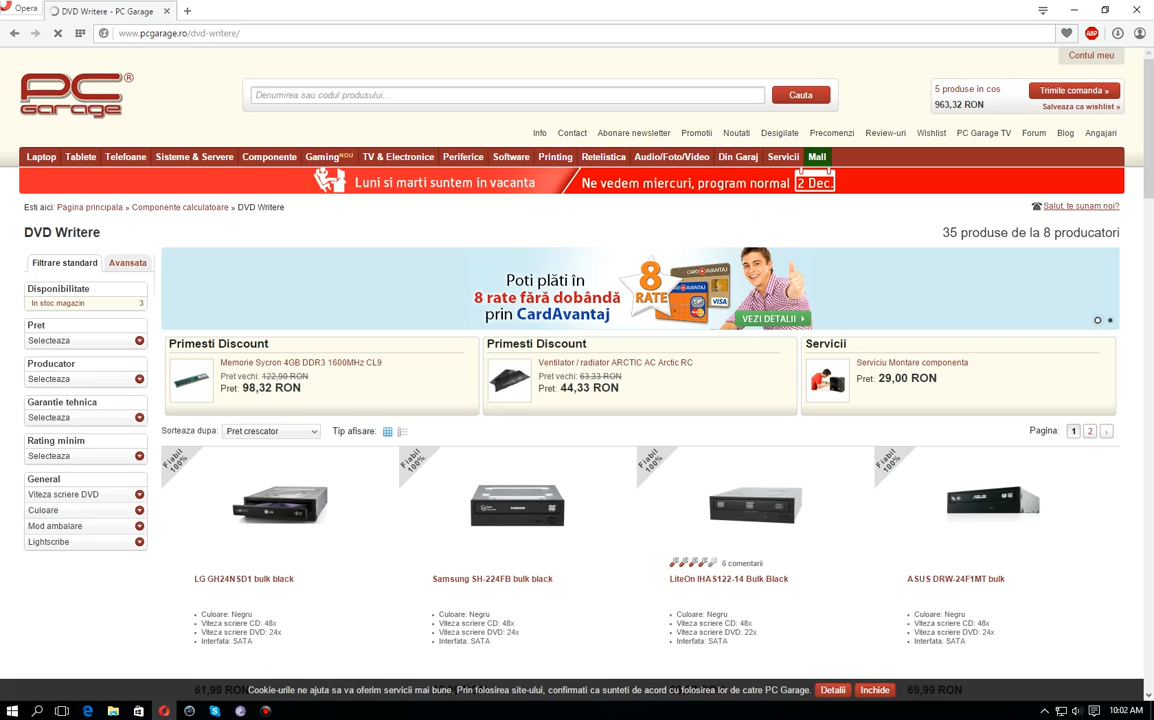 Opera
DVD Writere - PC Garage
www.pcgarage.ro/dvd-writere/
ABP
Contul meu
PC Garage®
Denumirea sau codul produsului...
Cauta
5 produse in cos
963,32 RON
Trimite comanda »
Salveaza ca wishlist »
Info Contact Abonare newsletter Promotii Noutati Desigilate Precomenzi Review-uri Wishlist PC Garage TV Forum Blog Angajari
Laptop Tablete Telefoane Sisteme & Servere Componente Gaming NOU TV & Electronice Periferice Software Printing Retelistica Audio/Foto/Video Din Garaj Servicii Mall
Luni si marti suntem in vacanta Ne vedem miercuri, program normal 2 Dec.
Esti aici: Pagina principala » Componente calculatoare » DVD Writere
Salut, te sunam noi?
DVD Writere
35 produse de la 8 producatori
Filtrare standard Avansata
Disponibilitate
In stoc magazin 3
Pret
Selecteaza
Producator
Selecteaza
Garantie tehnica
Selecteaza
Rating minim
Selecteaza
General
Viteza scriere DVD
Culoare
Mod ambalare
Lightscribe
Poti plăti în
8 rate fără dobândă
prin CardAvantaj
8
RATE
CARD AVANTAJ
VISA
VEZI DETALII
Primesti Discount
Memorie Sycron 4GB DDR3 1600MHz CL9
Pret vechi: 122,90 RON
Pret: 98,32 RON
Primesti Discount
Ventilator / radiator ARCTIC AC Arctic RC
Pret vechi: 63,33 RON
Pret: 44,33 RON
Servicii
Serviciu Montare componenta
Pret: 29,00 RON
Sorteaza dupa: Pret crescator Tip afisare:
Pagina: 1 2 ›
Fiabil 100%
LG GH24NSD1 bulk black
Culoare: Negru
Viteza scriere CD: 48x
Viteza scriere DVD: 24x
Interfata: SATA
61,99 RON
Fiabil 100%
Samsung SH-224FB bulk black
Culoare: Negru
Viteza scriere CD: 48x
Viteza scriere DVD: 24x
Interfata: SATA
Fiabil 100%
6 comentarii
LiteOn IHAS122-14 Bulk Black
Culoare: Negru
Viteza scriere CD: 48x
Viteza scriere DVD: 22x
Interfata: SATA
Fiabil 100%
ASUS
ASUS DRW-24F1MT bulk
Culoare: Negru
Viteza scriere CD: 48x
Viteza scriere DVD: 24x
Interfata: SATA
69,99 RON
Cookie-urile ne ajuta sa va oferim servicii mai bune. Prin folosirea site-ului, confirmati ca sunteti de acord cu folosirea lor de catre PC Garage. Detalii Inchide
10:02 AM